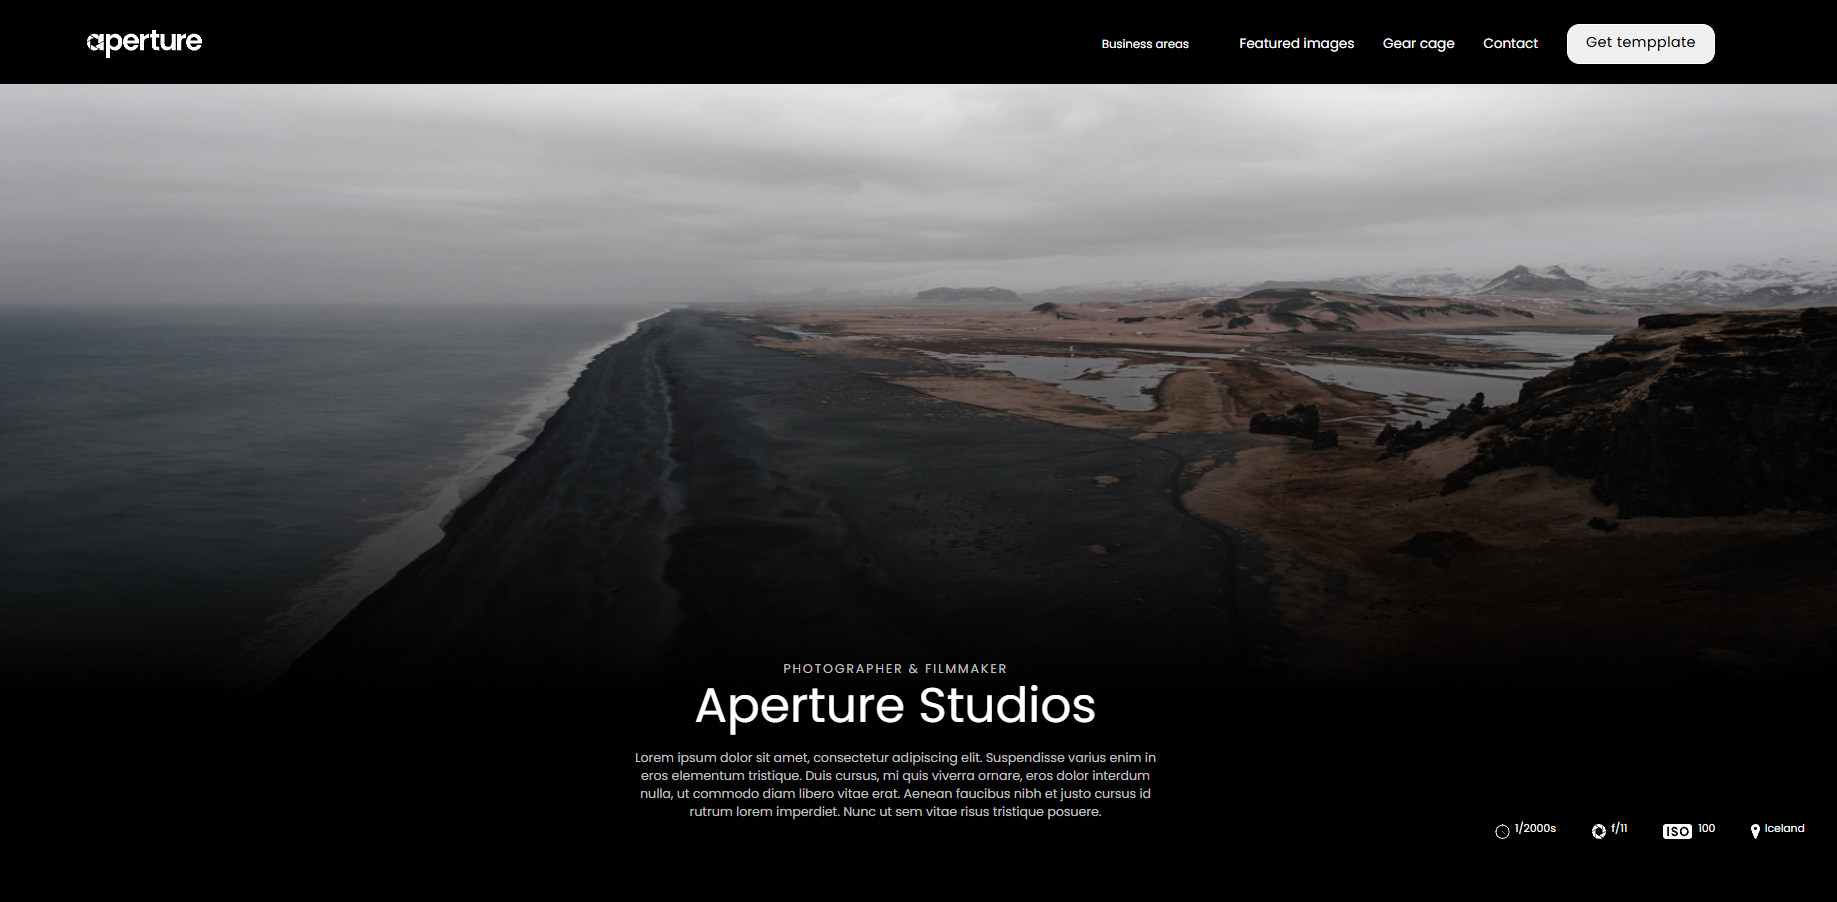 aperture
Business areas
Featured images
Gear cage
Contact
Get tempplate
PHOTOGRAPHER & FILMMAKER
Aperture Studios
Lorem ipsum dolor sit amet, consectetur adipiscing elit. Suspendisse varius enim in
eros elementum tristique. Duis cursus, mi quis viverra ornare, eros dolor interdum
nulla, ut commodo diam libero vitae erat. Aenean faucibus nibh et justo cursus id
rutrum lorem imperdiet. Nunc ut sem vitae risus tristique posuere.
1/2000s
f/11
ISO 100
Iceland